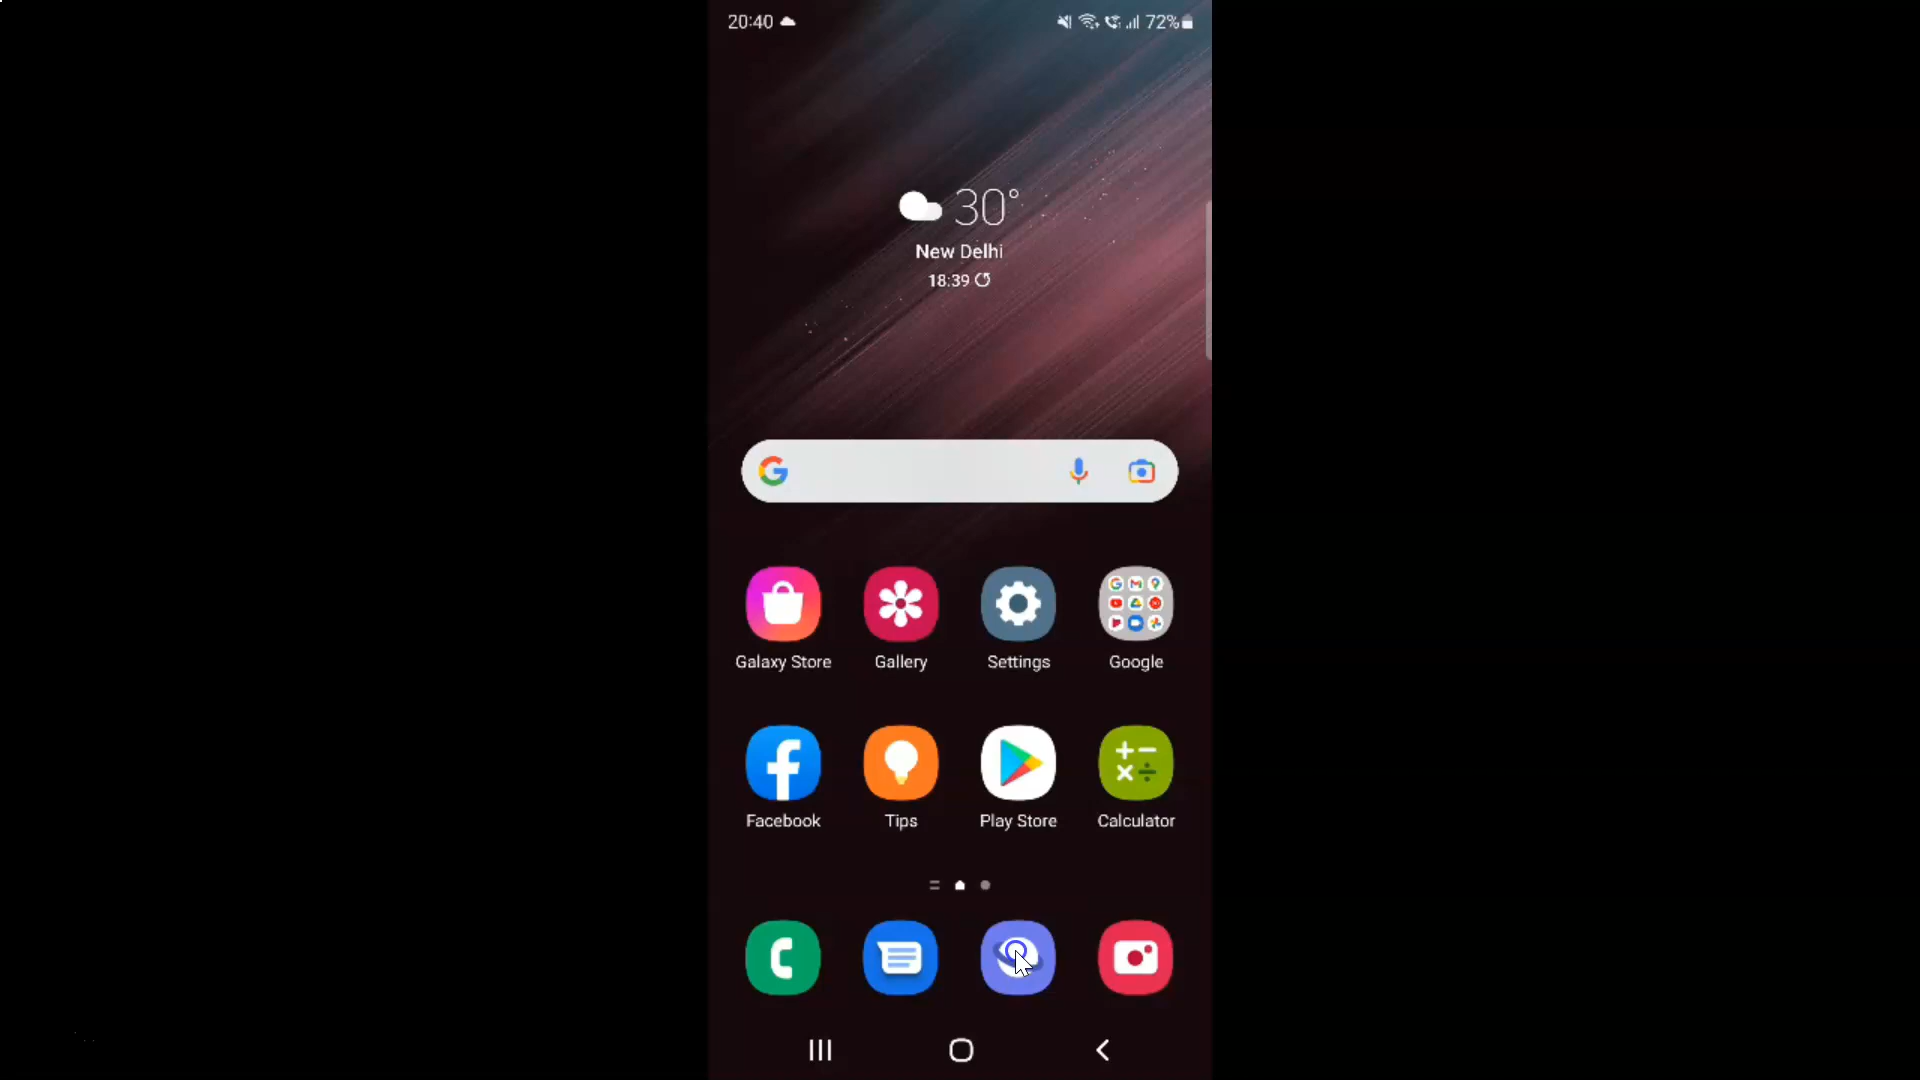 20:40
72%
30°
New Delhi
18:39
Galaxy Store
Gallery
Settings
Google
Facebook
Tips
Play Store
Calculator